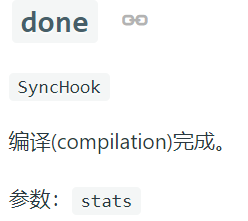 done
SyncHook
编译(compilation)完成。
参数：stats